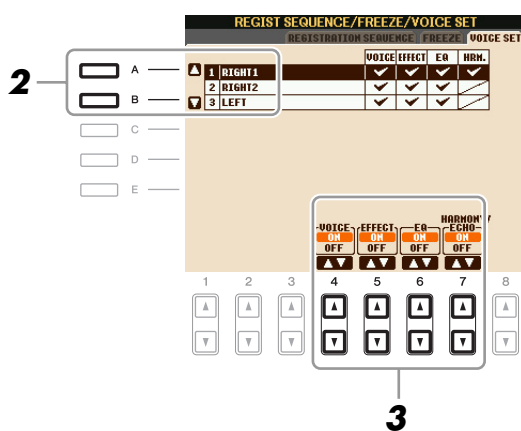 REGIST SEQUENCE/FREEZE/VOICE SET
REGISTRATION SEQUENCE FREEZE VOICE SET
VOICE EFFECT EQ HRM.
1 RIGHT1
2 RIGHT2
3 LEFT
2
A
B
C
D
E
HARMONY/
VOICE EFFECT EQ ECHO
ON ON ON ON
OFF OFF OFF OFF
1 2 3 4 5 6 7 8
3